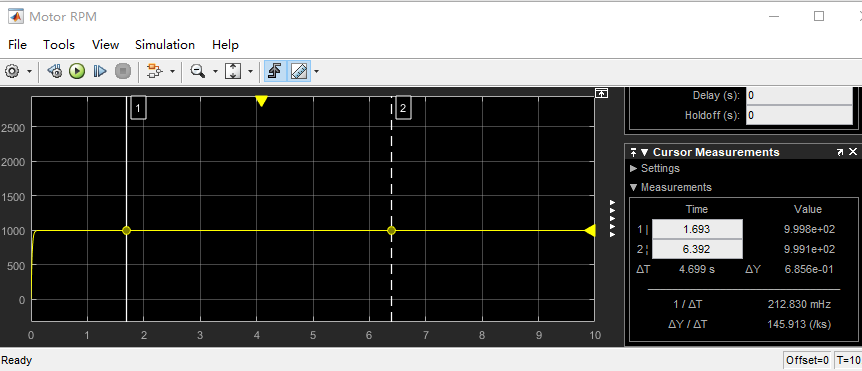 Motor RPM
File Tools View Simulation Help
1
2
2500
2000
1500
1000
500
0
0 1 2 3 4 5 6 7 8 9 10
Delay (s): 0
Holdoff (s): 0
Cursor Measurements
Settings
Measurements
Time Value
1 | 1.693 9.998e+02
2 ¦ 6.392 9.991e+02
ΔT 4.699 s ΔY 6.856e-01
1 / ΔT 212.830 mHz
ΔY / ΔT 145.913 (/ks)
Ready Offset=0 T=10